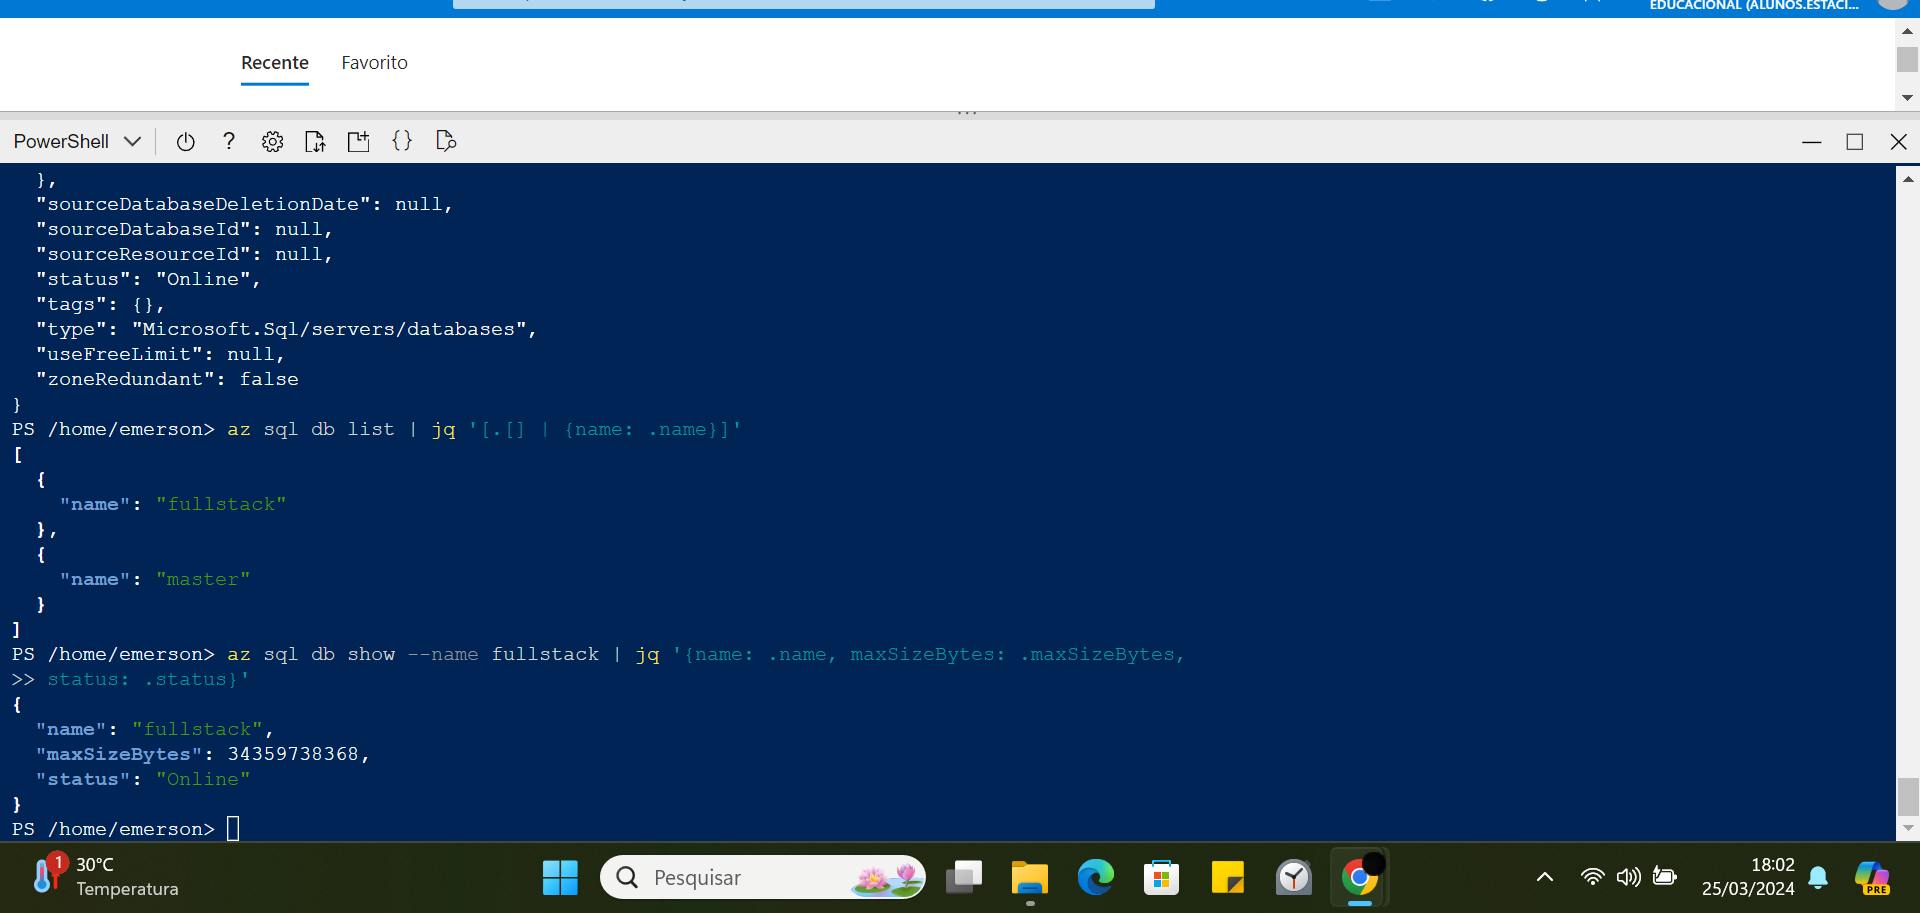 EDUCACIONAL (ALUNOS.ESTACI...
Recente Favorito
PowerShell
},
"sourceDatabaseDeletionDate": null,
"sourceDatabaseId": null,
"sourceResourceId": null,
"status": "Online",
"tags": {},
"type": "Microsoft.Sql/servers/databases",
"useFreeLimit": null,
"zoneRedundant": false
}
PS /home/emerson> az sql db list | jq '[.[] | {name: .name}]'
[
{
"name": "fullstack"
},
{
"name": "master"
}
]
PS /home/emerson> az sql db show --name fullstack | jq '{name: .name, maxSizeBytes: .maxSizeBytes,
>> status: .status}'
{
"name": "fullstack",
"maxSizeBytes": 34359738368,
"status": "Online"
}
PS /home/emerson>
1
30°C
Temperatura
Pesquisar
18:02
25/03/2024
PRE